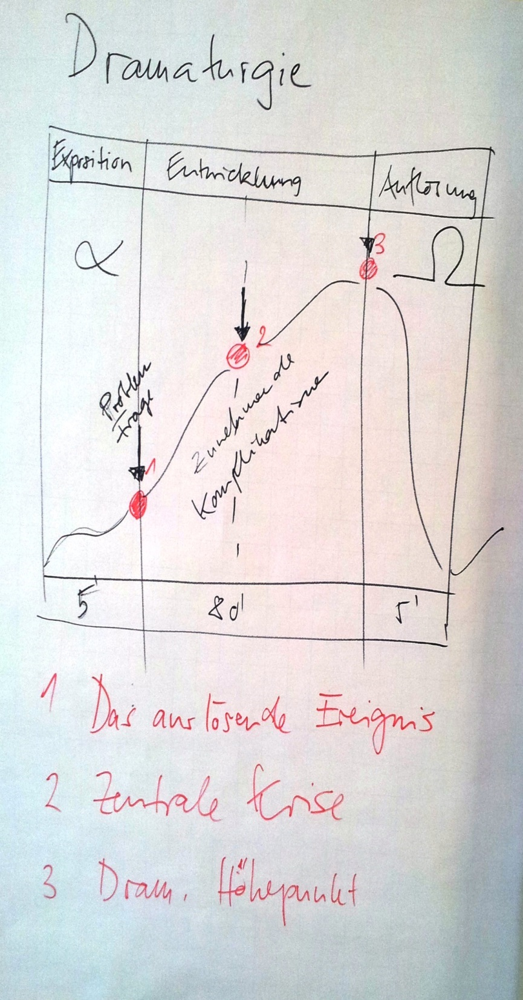 Dramaturgie
Exposition Entwicklung Auflösung
α
Ω
3
2
Problem
Frage
1
Zunehmende
Komplikatione
5' 80' 5'
1 Das auslösende Ereignis
2 Zentrale Krise
3 Dram. Höhepunkt